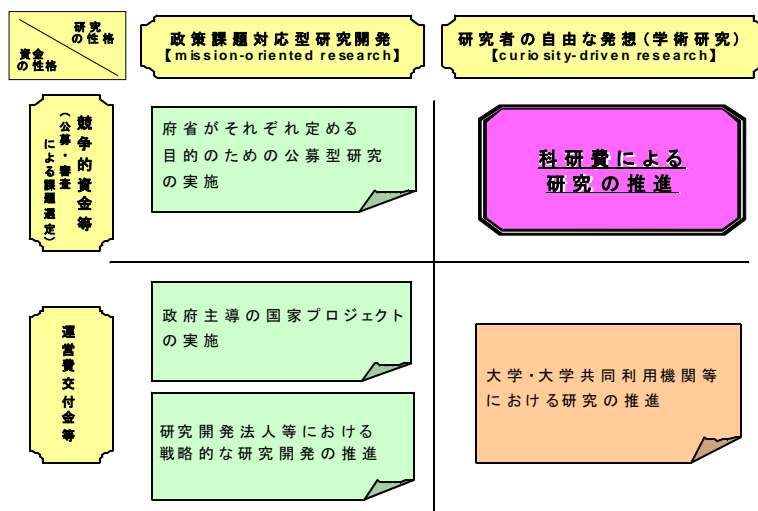 研究
の性格
資金
の性格
政策課題対応型研究開発
【mission-oriented research】
研究者の自由な発想(学術研究)
【curiosity-driven research】
競争的資金等
(公募・審査
による課題選定)
府省がそれぞれ定める
目的のための公募型研究
の実施
科研費による
研究の推進
運営費交付金等
政府主導の国家プロジェクト
の実施
研究開発法人等における
戦略的な研究開発の推進
大学・大学共同利用機関等
における研究の推進